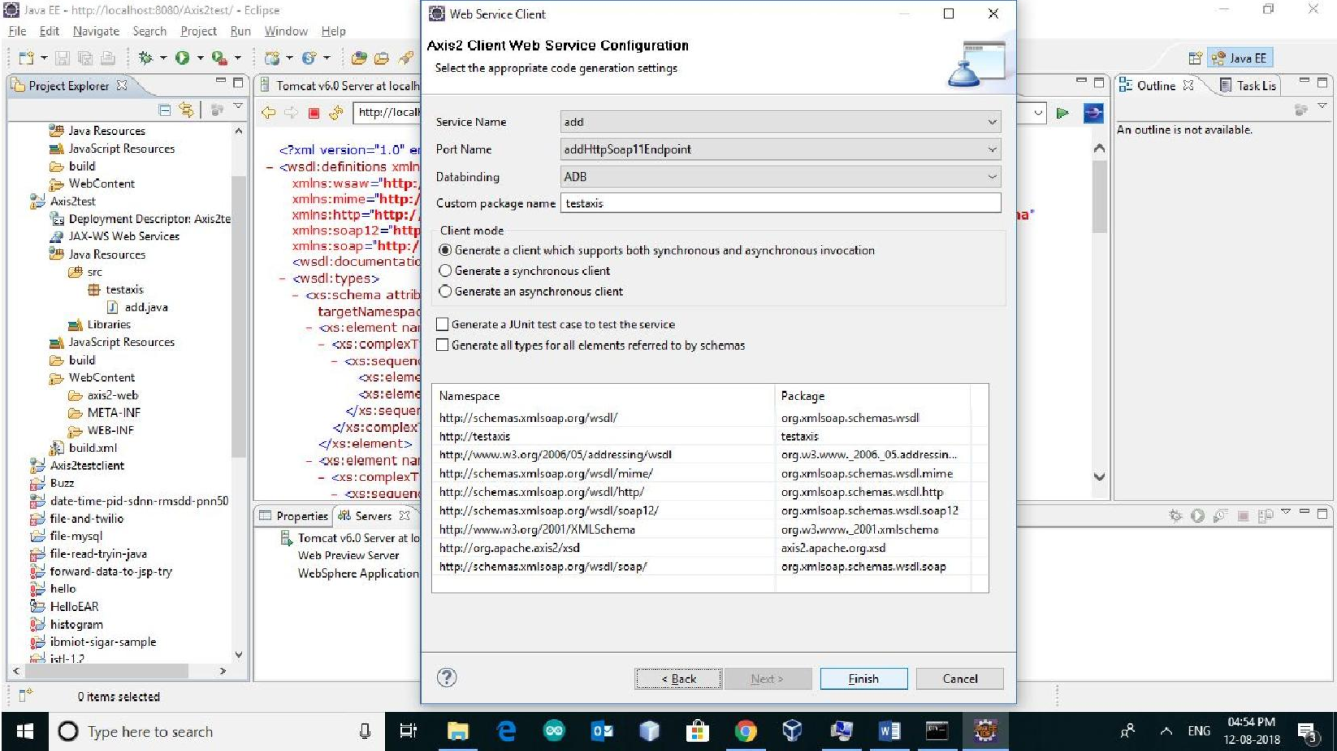 Java EE - http://localhost:8080/Axis2test/ - Eclipse
File Edit Navigate Search Project Run Window Help
Java EE
Project Explorer
Java Resources
JavaScript Resources
build
WebContent
Axis2test
Deployment Descriptor: Axis2te
JAX-WS Web Services
Java Resources
src
testaxis
add.java
Libraries
JavaScript Resources
build
WebContent
axis2-web
META-INF
WEB-INF
build.xml
Axis2testclient
Buzz
date-time-pid-sdnn-rmsdd-pnn50
file-and-twilio
file-mysql
file-read-tryin-java
forward-data-to-jsp-try
hello
HelloEAR
histogram
ibmiot-sigar-sample
jstl-1.2
0 items selected
Tomcat v6.0 Server at localh
http://localh
<?xml version="1.0" er
- <wsdl:definitions xmln
xmlns:wsaw="http:/
xmlns:mime="http:/
xmlns:http="http:/
xmlns:soap12="http
xmlns:soap="http:/
<wsdl:documentatio
- <wsdl:types>
- <xs:schema attrib
targetNamespac
- <xs:element nar
- <xs:complexT
- <xs:sequenc
<xs:eleme
<xs:eleme
</xs:sequer
</xs:complexT
</xs:element>
- <xs:element nar
- <xs:complexT
- <xs:sequenc
na"
Properties Servers
Tomcat v6.0 Server at lo
Web Preview Server
WebSphere Application
Web Service Client
Axis2 Client Web Service Configuration
Select the appropriate code generation settings
Service Name add
Port Name addHttpSoap11Endpoint
Databinding ADB
Custom package name testaxis
Client mode
Generate a client which supports both synchronous and asynchronous invocation
Generate a synchronous client
Generate an asynchronous client
Generate a JUnit test case to test the service
Generate all types for all elements referred to by schemas
Namespace Package
http://schemas.xmlsoap.org/wsdl/ org.xmlsoap.schemas.wsdl
http://testaxis testaxis
http://www.w3.org/2006/05/addressing/wsdl org.w3.www._2006._05.addressin...
http://schemas.xmlsoap.org/wsdl/mime/ org.xmlsoap.schemas.wsdl.mime
http://schemas.xmlsoap.org/wsdl/http/ org.xmlsoap.schemas.wsdl.http
http://schemas.xmlsoap.org/wsdl/soap12/ org.xmlsoap.schemas.wsdl.soap12
http://www.w3.org/2001/XMLSchema org.w3.www._2001.xmlschema
http://org.apache.axis2/xsd axis2.apache.org.xsd
http://schemas.xmlsoap.org/wsdl/soap/ org.xmlsoap.schemas.wsdl.soap
< Back Next > Finish Cancel
Outline Task Lis
An outline is not available.
Type here to search
ENG
04:54 PM
12-08-2018
3